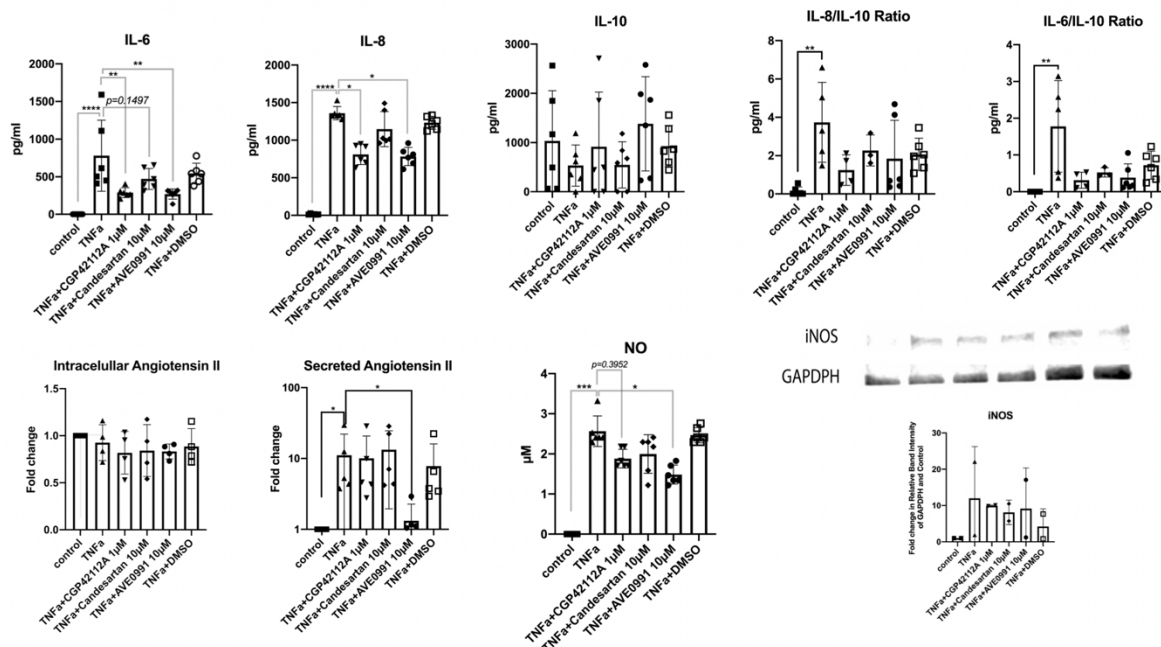 IL-6
pg/ml
2000
1500
1000
500
0
****
**
**
p=0.1497
control
TNFa
TNFa+CGP42112A 1µM
TNFa+Candesartan 10µM
TNFa+AVE0991 10µM
TNFa+DMSO
IL-8
pg/ml
2000
1500
1000
500
0
****
*
*
control
TNFa
TNFa+CGP42112A 1µM
TNFa+Candesartan 10µM
TNFa+AVE0991 10µM
TNFa+DMSO
IL-10
pg/ml
3000
2000
1000
0
control
TNFa
TNFa+CGP42112A 1µM
TNFa+Candesartan 10µM
TNFa+AVE0991 10µM
TNFa+DMSO
IL-8/IL-10 Ratio
pg/ml
8
6
4
2
0
**
control
TNFa
TNFa+CGP42112A 1µM
TNFa+Candesartan 10µM
TNFa+AVE0991 10µM
TNFa+DMSO
IL-6/IL-10 Ratio
pg/ml
4
3
2
1
0
**
control
TNFa
TNFa+CGP42112A 1µM
TNFa+Candesartan 10µM
TNFa+AVE0991 10µM
TNFa+DMSO
Intracelullar Angiotensin II
Fold change
1.5
1.0
0.5
0.0
control
TNFa
TNFa+CGP42112A 1µM
TNFa+Candesartan 10µM
TNFa+AVE0991 10µM
TNFa+DMSO
Secreted Angiotensin II
Fold change
100
10
1
*
*
control
TNFa
TNFa+CGP42112A 1µM
TNFa+Candesartan 10µM
TNFa+AVE0991 10µM
TNFa+DMSO
NO
µM
4
3
2
1
0
***
p=0.3952
*
control
TNFa
TNFa+CGP42112A 1µM
TNFa+Candesartan 10µM
TNFa+AVE0991 10µM
TNFa+DMSO
iNOS
GAPDPH
iNOS
Fold change in Relative Band Intensity
of GAPDPH and Control
30
20
10
0
control
TNFa
TNFa+CGP42112A 1µM
TNFa+Candesartan 10µM
TNFa+AVE0991 10µM
TNFa+DMSO